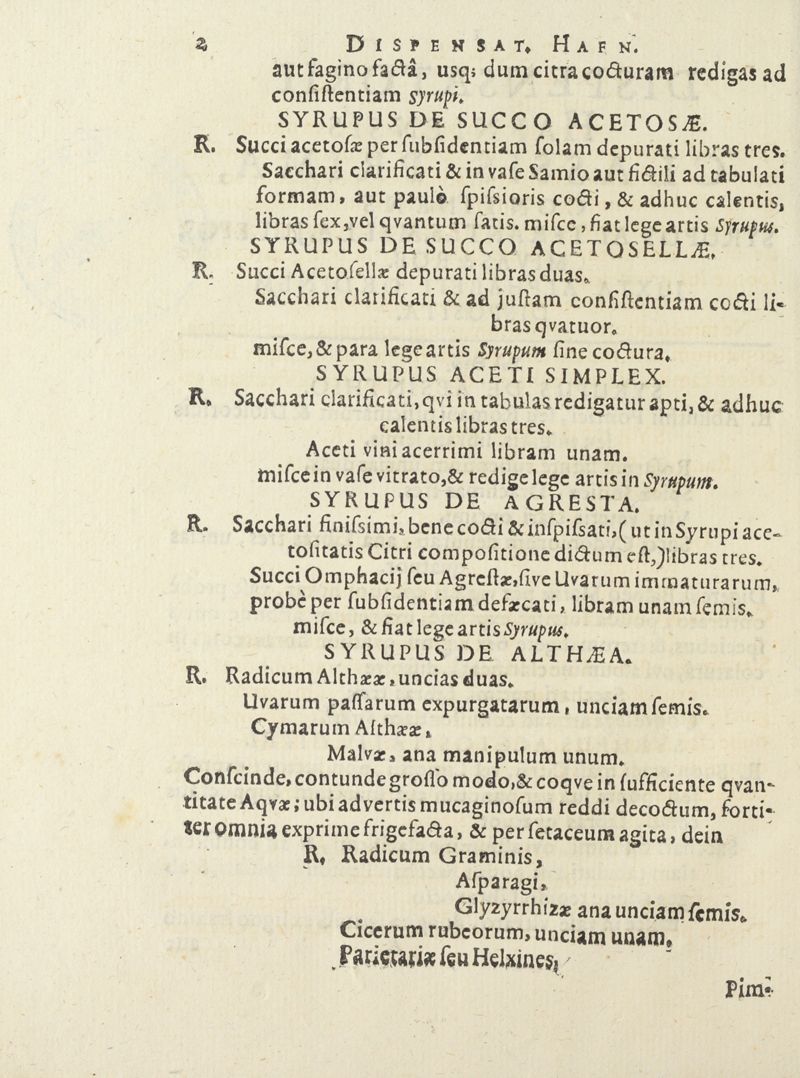 2 DISPENSAT. HAFN.
aut fagino factâ, usq; dum citra cocturam redigas ad
consistentiam syrupi.
SYRUPUS DE SUCCO ACETOSÆ.
R. Succi acetosæ per subsidentiam solam depurati libras tres.
Sacchari clarificati & in vase Samio aut fictili ad tabulati
formam, aut paulò spissioris cocti, & adhuc calentis,
libras sex, vel qvantum satis. misce, fiat lege artis Syrupus.
SYRUPUS DE SUCCO ACETOSELLÆ.
R. Succi Acetosellæ depurati libras duas.
Sacchari clarificati & ad justam consistentiam cocti li-
bras qvatuor.
misce, & para lege artis Syrupum sine coctura.
SYRUPUS ACETI SIMPLEX.
R. Sacchari clarificati, qvi in tabulas redigatur apti, & adhuc
calentis libras tres.
Aceti vini acerrimi libram unam.
misce in vase vitrato, & redige lege artis in Syrupum.
SYRUPUS DE AGRESTA.
R. Sacchari finissimi, bene cocti & inspissati, (ut in Syrupi ace-
tositatis Citri compositione dictum est,) libras tres.
Succi Omphacij seu Agrestæ, sive Uvarum immaturarum,
probè per subsidentiam defæcati, libram unam semis.
misce, & fiat lege artis Syrupus.
SYRUPUS DE ALTHÆA.
R. Radicum Althææ, uncias duas.
Uvarum passarum expurgatarum, unciam semis.
Cymarum Althææ,
Malvæ, ana manipulum unum.
Conscinde, contunde grosso modo, & coqve in sufficiente qvan-
titate Aqvæ; ubi advertis mucaginosum reddi decoctum, forti-
ter omnia exprime frigefacta, & per setaceum agita, dein
R. Radicum Graminis,
Asparagi,
Glyzyrrhizæ ana unciam semis.
Cicerum rubeorum, unciam unam.
Parietariæ seu Helxines,
Pim-